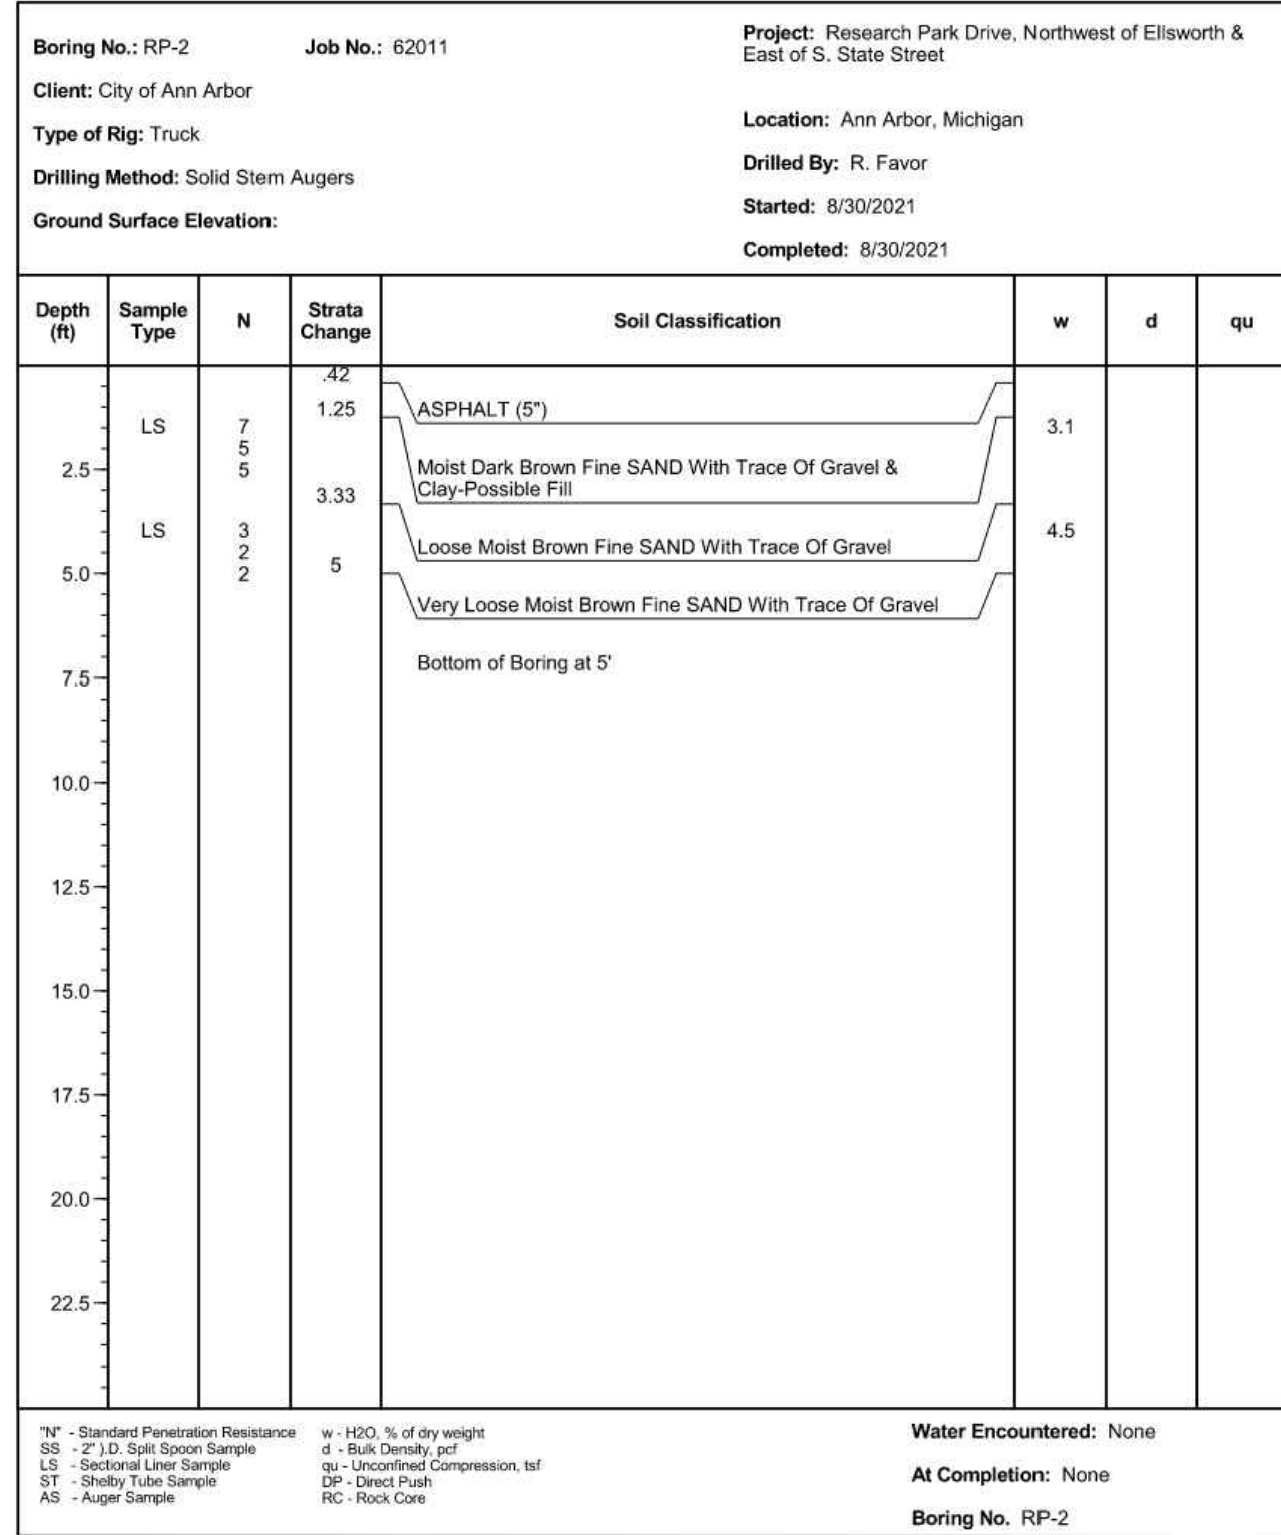 Boring No.: RP-2 Job No.: 62011
Client: City of Ann Arbor
Type of Rig: Truck
Drilling Method: Solid Stem Augers
Ground Surface Elevation:
Project: Research Park Drive, Northwest of Ellsworth &
East of S. State Street
Location: Ann Arbor, Michigan
Drilled By: R. Favor
Started: 8/30/2021
Completed: 8/30/2021
Depth (ft) Sample Type N Strata Change Soil Classification w d qu
.42
1.25 ASPHALT (5")
LS 7 3.1
5
2.5 5 Moist Dark Brown Fine SAND With Trace Of Gravel &
Clay-Possible Fill
3.33
LS 3 4.5
2 Loose Moist Brown Fine SAND With Trace Of Gravel
5.0 2 5
Very Loose Moist Brown Fine SAND With Trace Of Gravel
Bottom of Boring at 5'
7.5
10.0
12.5
15.0
17.5
20.0
22.5
"N" - Standard Penetration Resistance
SS - 2" ).D. Split Spoon Sample
LS - Sectional Liner Sample
ST - Shelby Tube Sample
AS - Auger Sample
w - H2O, % of dry weight
d - Bulk Density, pcf
qu - Unconfined Compression, tsf
DP - Direct Push
RC - Rock Core
Water Encountered: None
At Completion: None
Boring No. RP-2